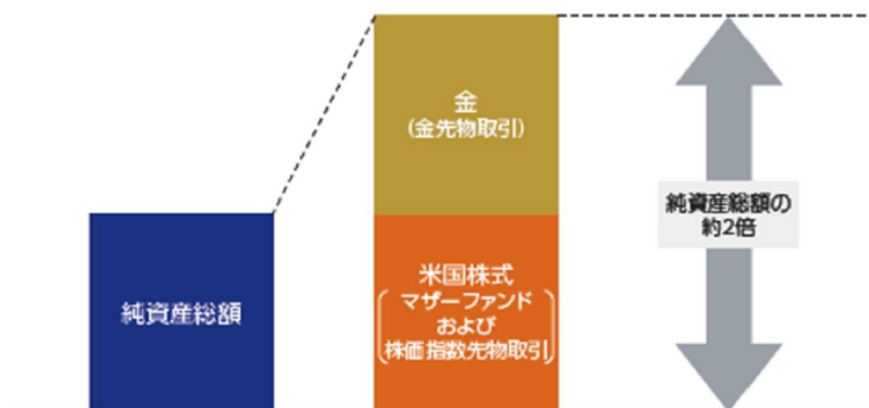 金
(金先物取引)
純資産総額の
約2倍
純資産総額
米国株式
マザーファンド
および
株価指数先物取引